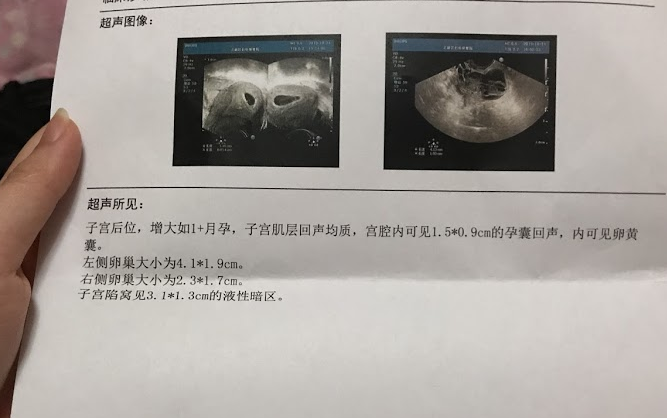 超声图像:
超声所见:
子宫后位, 增大如1+月孕, 子宫肌层回声均质, 宫腔内可见1.5*0.9cm的孕囊回声, 内可见卵黄
囊。
左侧卵巢大小为4.1*1.9cm。
右侧卵巢大小为2.3*1.7cm。
子宫陷窝见3.1*1.3cm的液性暗区。